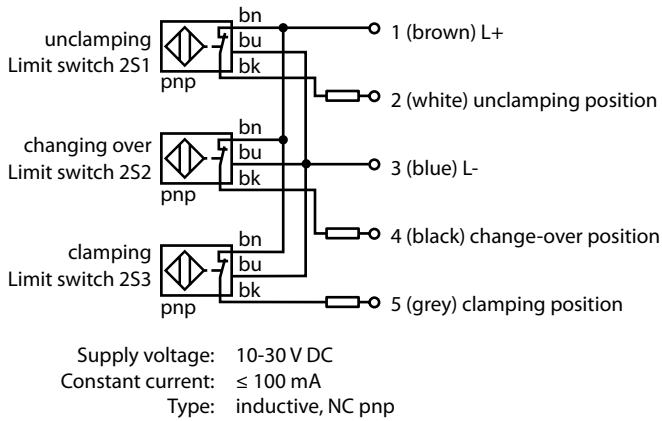 bn
unclamping
Limit switch 2S1
bu
bk
pnp
1 (brown) L+
2 (white) unclamping position
bn
changing over
Limit switch 2S2
bu
bk
pnp
3 (blue) L-
4 (black) change-over position
bn
clamping
Limit switch 2S3
bu
bk
pnp
5 (grey) clamping position
Supply voltage: 10-30 V DC
Constant current: ≤ 100 mA
Type: inductive, NC pnp